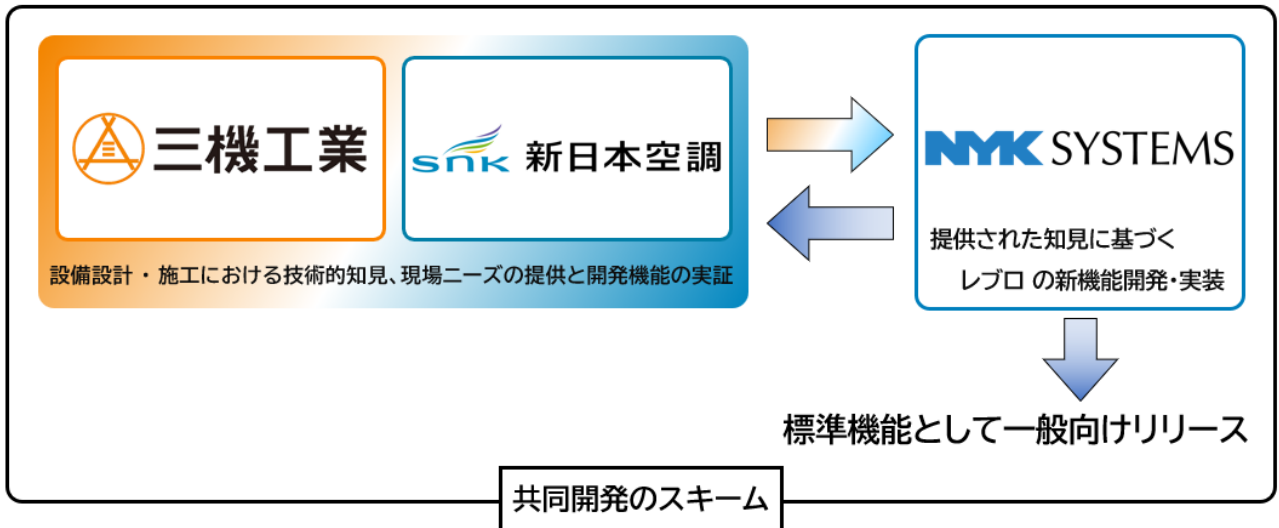 三機工業
snk 新日本空調
設備設計・施工における技術的知見、現場ニーズの提供と開発機能の実証
NYK SYSTEMS
提供された知見に基づく
レブロ の新機能開発・実装
標準機能として一般向けリリース
共同開発のスキーム